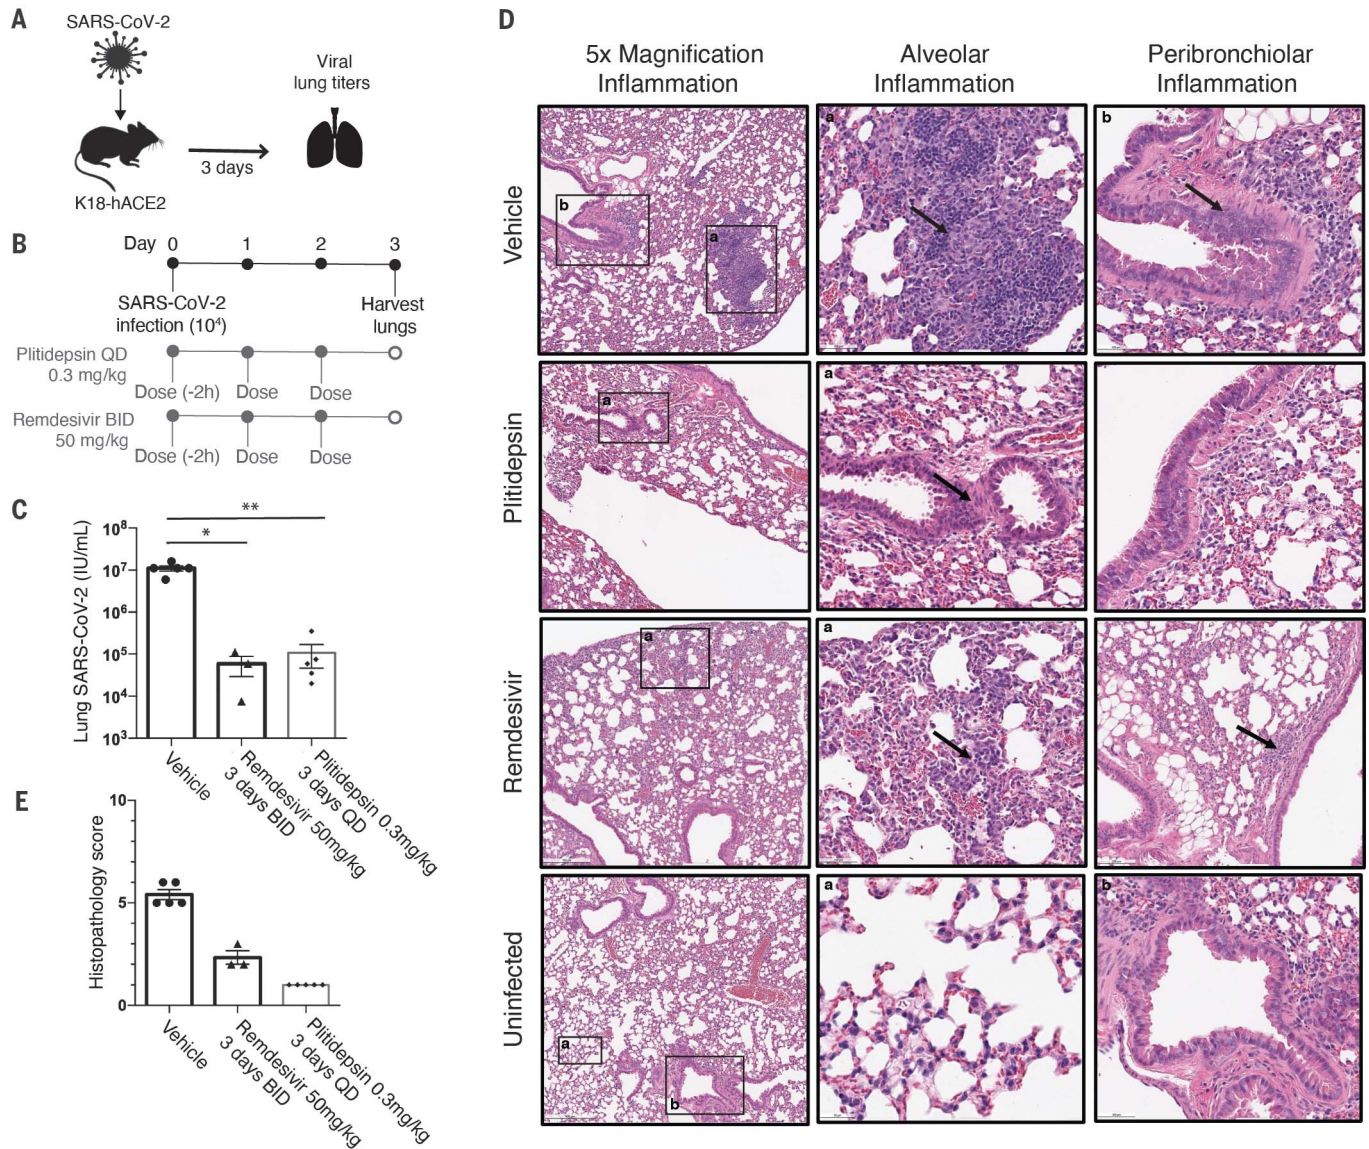 A
SARS-CoV-2
Viral
lung titers
3 days
K18-hACE2
B
Day 0 1 2 3
SARS-CoV-2
infection (10⁴)
Harvest
lungs
Plitidepsin QD
0.3 mg/kg
Dose (-2h) Dose Dose
Remdesivir BID
50 mg/kg
Dose (-2h) Dose Dose
C
Lung SARS-CoV-2 (IU/mL)
10⁸
10⁷
10⁶
10⁵
10⁴
10³
**
*
Vehicle
Remdesivir 50mg/kg
3 days BID
Plitidepsin 0.3mg/kg
3 days QD
E
Histopathology score
10
5
0
Vehicle
Remdesivir 50mg/kg
3 days BID
Plitidepsin 0.3mg/kg
3 days QD
D
5x Magnification
Inflammation
Alveolar
Inflammation
Peribronchiolar
Inflammation
Vehicle
b
a
a
b
Plitidepsin
a
a
Remdesivir
a
a
Uninfected
a
b
a
b